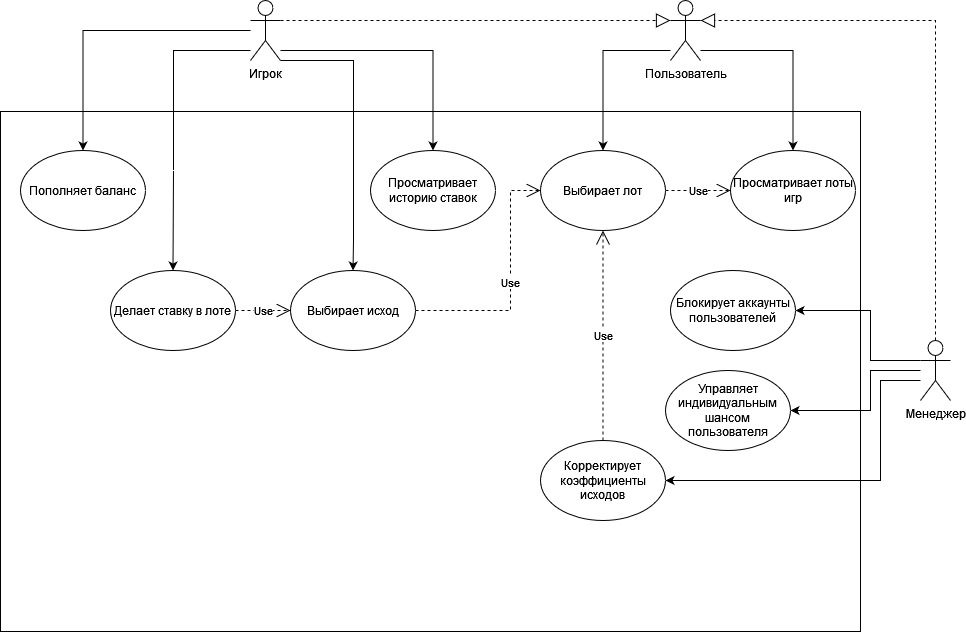 Игрок
Пользователь
Пополняет баланс
Просматривает
историю ставок
Выбирает лот
Use
Просматривает лоты
игр
Делает ставку в лоте
Use
Выбирает исход
Use
Блокирует аккаунты
пользователей
Use
Управляет
индивидуальным
шансом
пользователя
Менеджер
Корректирует
коэффициенты
исходов